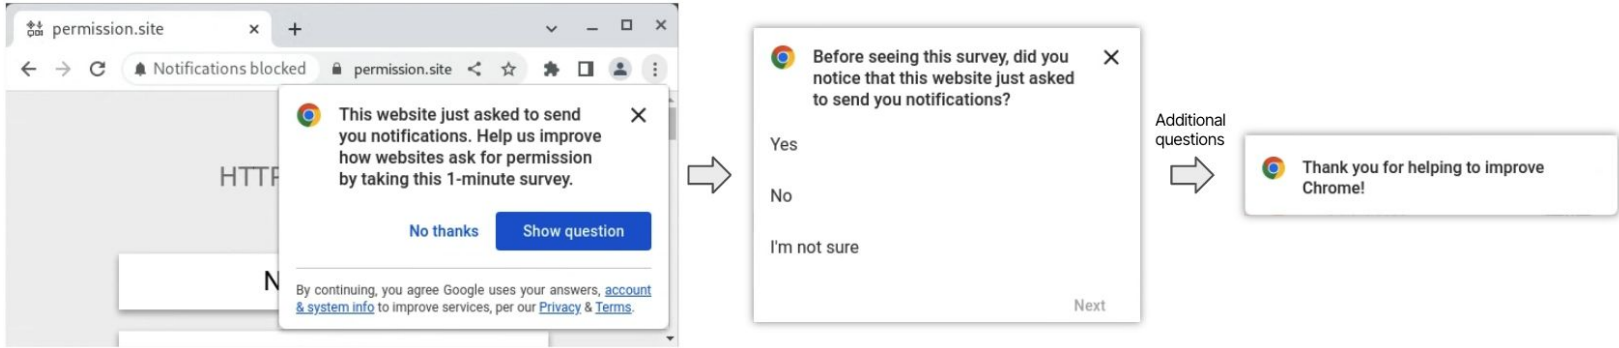 permission.site
Notifications blocked
permission.site
This website just asked to send
you notifications. Help us improve
how websites ask for permission
by taking this 1-minute survey.
No thanks
Show question
By continuing, you agree Google uses your answers, account
& system info to improve services, per our Privacy & Terms.
HTTP
N
Before seeing this survey, did you
notice that this website just asked
to send you notifications?
Yes
No
I'm not sure
Next
Additional
questions
Thank you for helping to improve
Chrome!